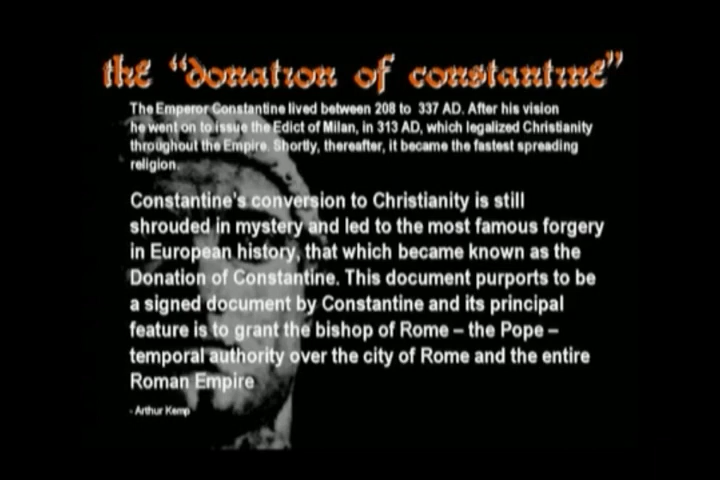 the “donation of constantine”
The Emperor Constantine lived between 208 to 337 AD. After his vision
he went on to issue the Edict of Milan, in 313 AD, which legalized Christianity
throughout the Empire. Shortly, thereafter, it became the fastest spreading
religion.
Constantine's conversion to Christianity is still
shrouded in mystery and led to the most famous forgery
in European history, that which became known as the
Donation of Constantine. This document purports to be
a signed document by Constantine and its principal
feature is to grant the bishop of Rome – the Pope –
temporal authority over the city of Rome and the entire
Roman Empire
- Arthur Kemp